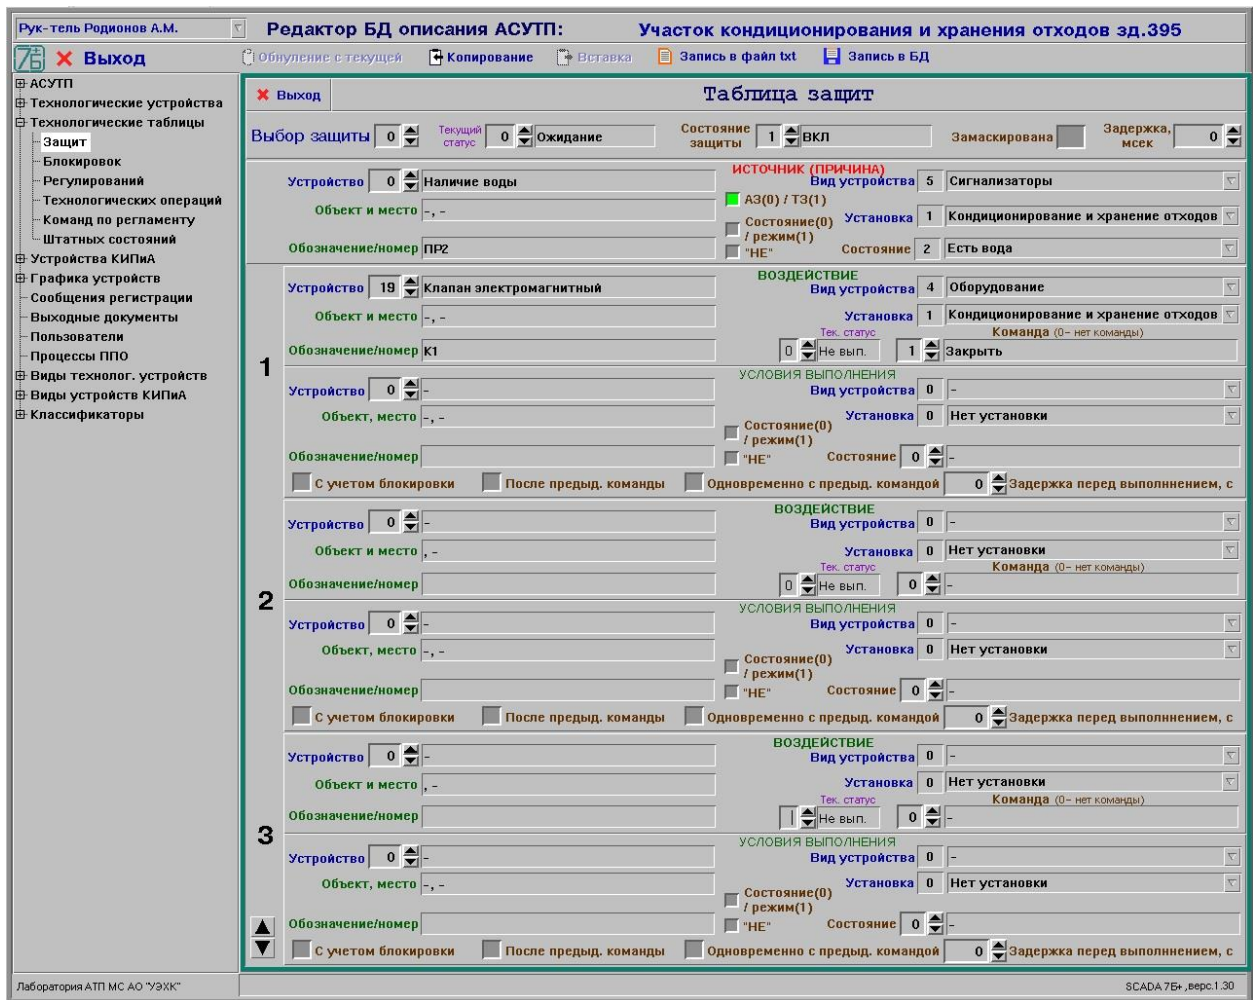 Рук-тель Родионов А.М.
Редактор БД описания АСУТП: Участок кондиционирования и хранения отходов зд.395
7Б Выход
Обнуление с текущей Копирование Вставка Запись в файл txt Запись в БД
АСУТП
Технологические устройства
Технологические таблицы
Защит
Блокировок
Регулирований
Технологических операций
Команд по регламенту
Штатных состояний
Устройства КИПиА
Графика устройств
Сообщения регистрации
Выходные документы
Пользователи
Процессы ППО
Виды технолог. устройств
Виды устройств КИПиА
Классификаторы
Выход Таблица защит
Выбор защиты 0 Текущий статус 0 Ожидание Состояние защиты 1 ВКЛ Замаскирована Задержка, мсек 0
ИСТОЧНИК (ПРИЧИНА)
Устройство 0 Наличие воды Вид устройства 5 Сигнализаторы
АЗ(0) / ТЗ(1)
Объект и место -, - Состояние(0) / режим(1) Установка 1 Кондиционирование и хранение отходов
Обозначение/номер ПР2 "НЕ" Состояние 2 Есть вода
1
ВОЗДЕЙСТВИЕ
Устройство 19 Клапан электромагнитный Вид устройства 4 Оборудование
Объект и место -, - Установка 1 Кондиционирование и хранение отходов
Тек. статус Команда (0- нет команды)
Обозначение/номер К1 0 Не вып. 1 Закрыть
УСЛОВИЯ ВЫПОЛНЕНИЯ
Устройство 0 - Вид устройства 0 -
Объект, место -, - Состояние(0) / режим(1) Установка 0 Нет установки
Обозначение/номер "НЕ" Состояние 0 -
С учетом блокировки После предыд. команды Одновременно с предыд. командой 0 Задержка перед выполннением, с
2
ВОЗДЕЙСТВИЕ
Устройство 0 - Вид устройства 0 -
Объект и место , - Установка 0 Нет установки
Тек. статус Команда (0- нет команды)
Обозначение/номер 0 Не вып. 0 -
УСЛОВИЯ ВЫПОЛНЕНИЯ
Устройство 0 - Вид устройства 0 -
Объект, место -, - Состояние(0) / режим(1) Установка 0 Нет установки
Обозначение/номер "НЕ" Состояние 0 -
С учетом блокировки После предыд. команды Одновременно с предыд. командой 0 Задержка перед выполннением, с
3
ВОЗДЕЙСТВИЕ
Устройство 0 - Вид устройства 0 -
Объект и место , - Установка 0 Нет установки
Тек. статус Команда (0- нет команды)
Обозначение/номер Не вып. 0 -
УСЛОВИЯ ВЫПОЛНЕНИЯ
Устройство 0 - Вид устройства 0 -
Объект, место -, - Состояние(0) / режим(1) Установка 0 Нет установки
Обозначение/номер "НЕ" Состояние 0 -
С учетом блокировки После предыд. команды Одновременно с предыд. командой 0 Задержка перед выполннением, с
Лаборатория АТП МС АО "УЭХК" SCADA 7Б+ ,верс.1.30